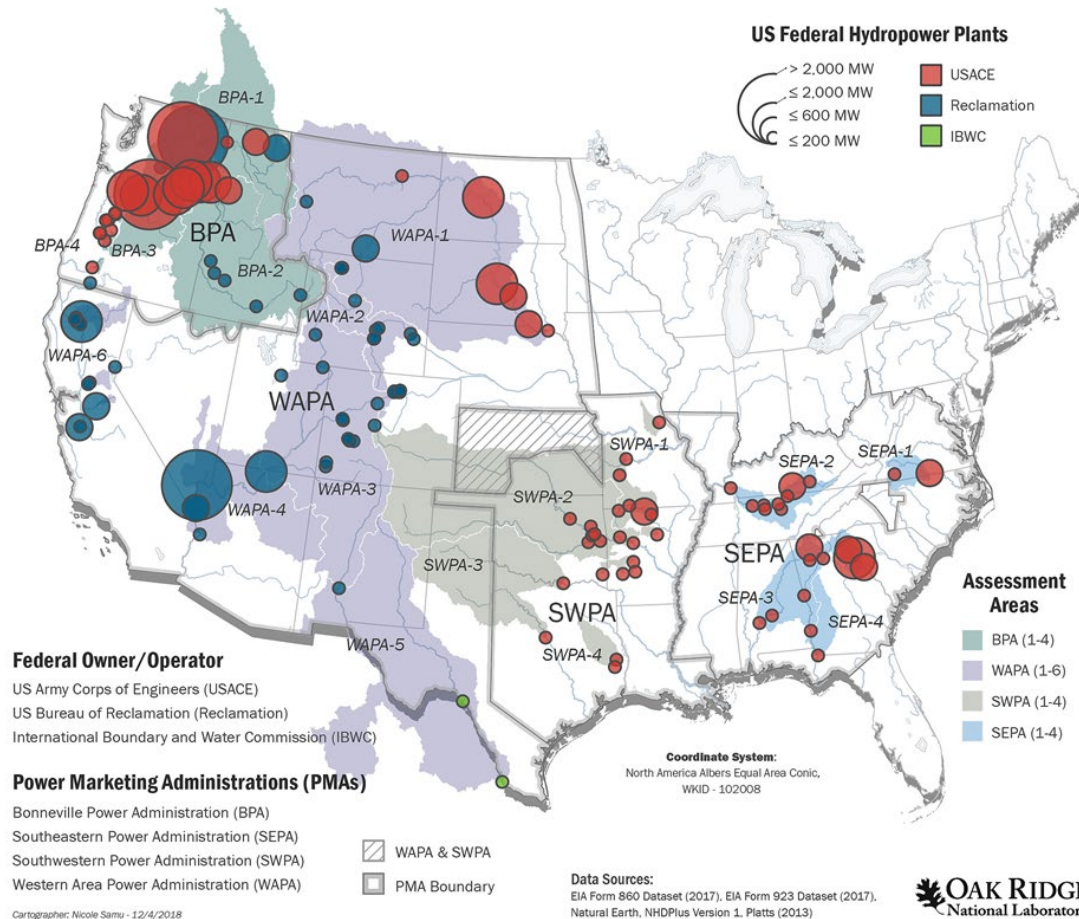 US Federal Hydropower Plants
> 2,000 MW
≤ 2,000 MW
≤ 600 MW
≤ 200 MW
USACE
Reclamation
IBWC
BPA-1
BPA-4
BPA-3
BPA
BPA-2
WAPA-1
WAPA-2
WAPA-6
WAPA
WAPA-3
WAPA-4
WAPA-5
SWPA-1
SWPA-2
SWPA-3
SWPA
SWPA-4
SEPA-1
SEPA-2
SEPA
SEPA-3
SEPA-4
Assessment
Areas
BPA (1-4)
WAPA (1-6)
SWPA (1-4)
SEPA (1-4)
Federal Owner/Operator
US Army Corps of Engineers (USACE)
US Bureau of Reclamation (Reclamation)
International Boundary and Water Commission (IBWC)
Power Marketing Administrations (PMAs)
Bonneville Power Administration (BPA)
Southeastern Power Administration (SEPA)
Southwestern Power Administration (SWPA)
Western Area Power Administration (WAPA)
WAPA & SWPA
PMA Boundary
Coordinate System:
North America Albers Equal Area Conic,
WKID - 102008
Data Sources:
EIA Form 860 Dataset (2017), EIA Form 923 Dataset (2017),
Natural Earth, NHDPlus Version 1, Platts (2013)
Cartographer: Nicole Samu - 12/4/2018
OAK RIDGE
National Laborator